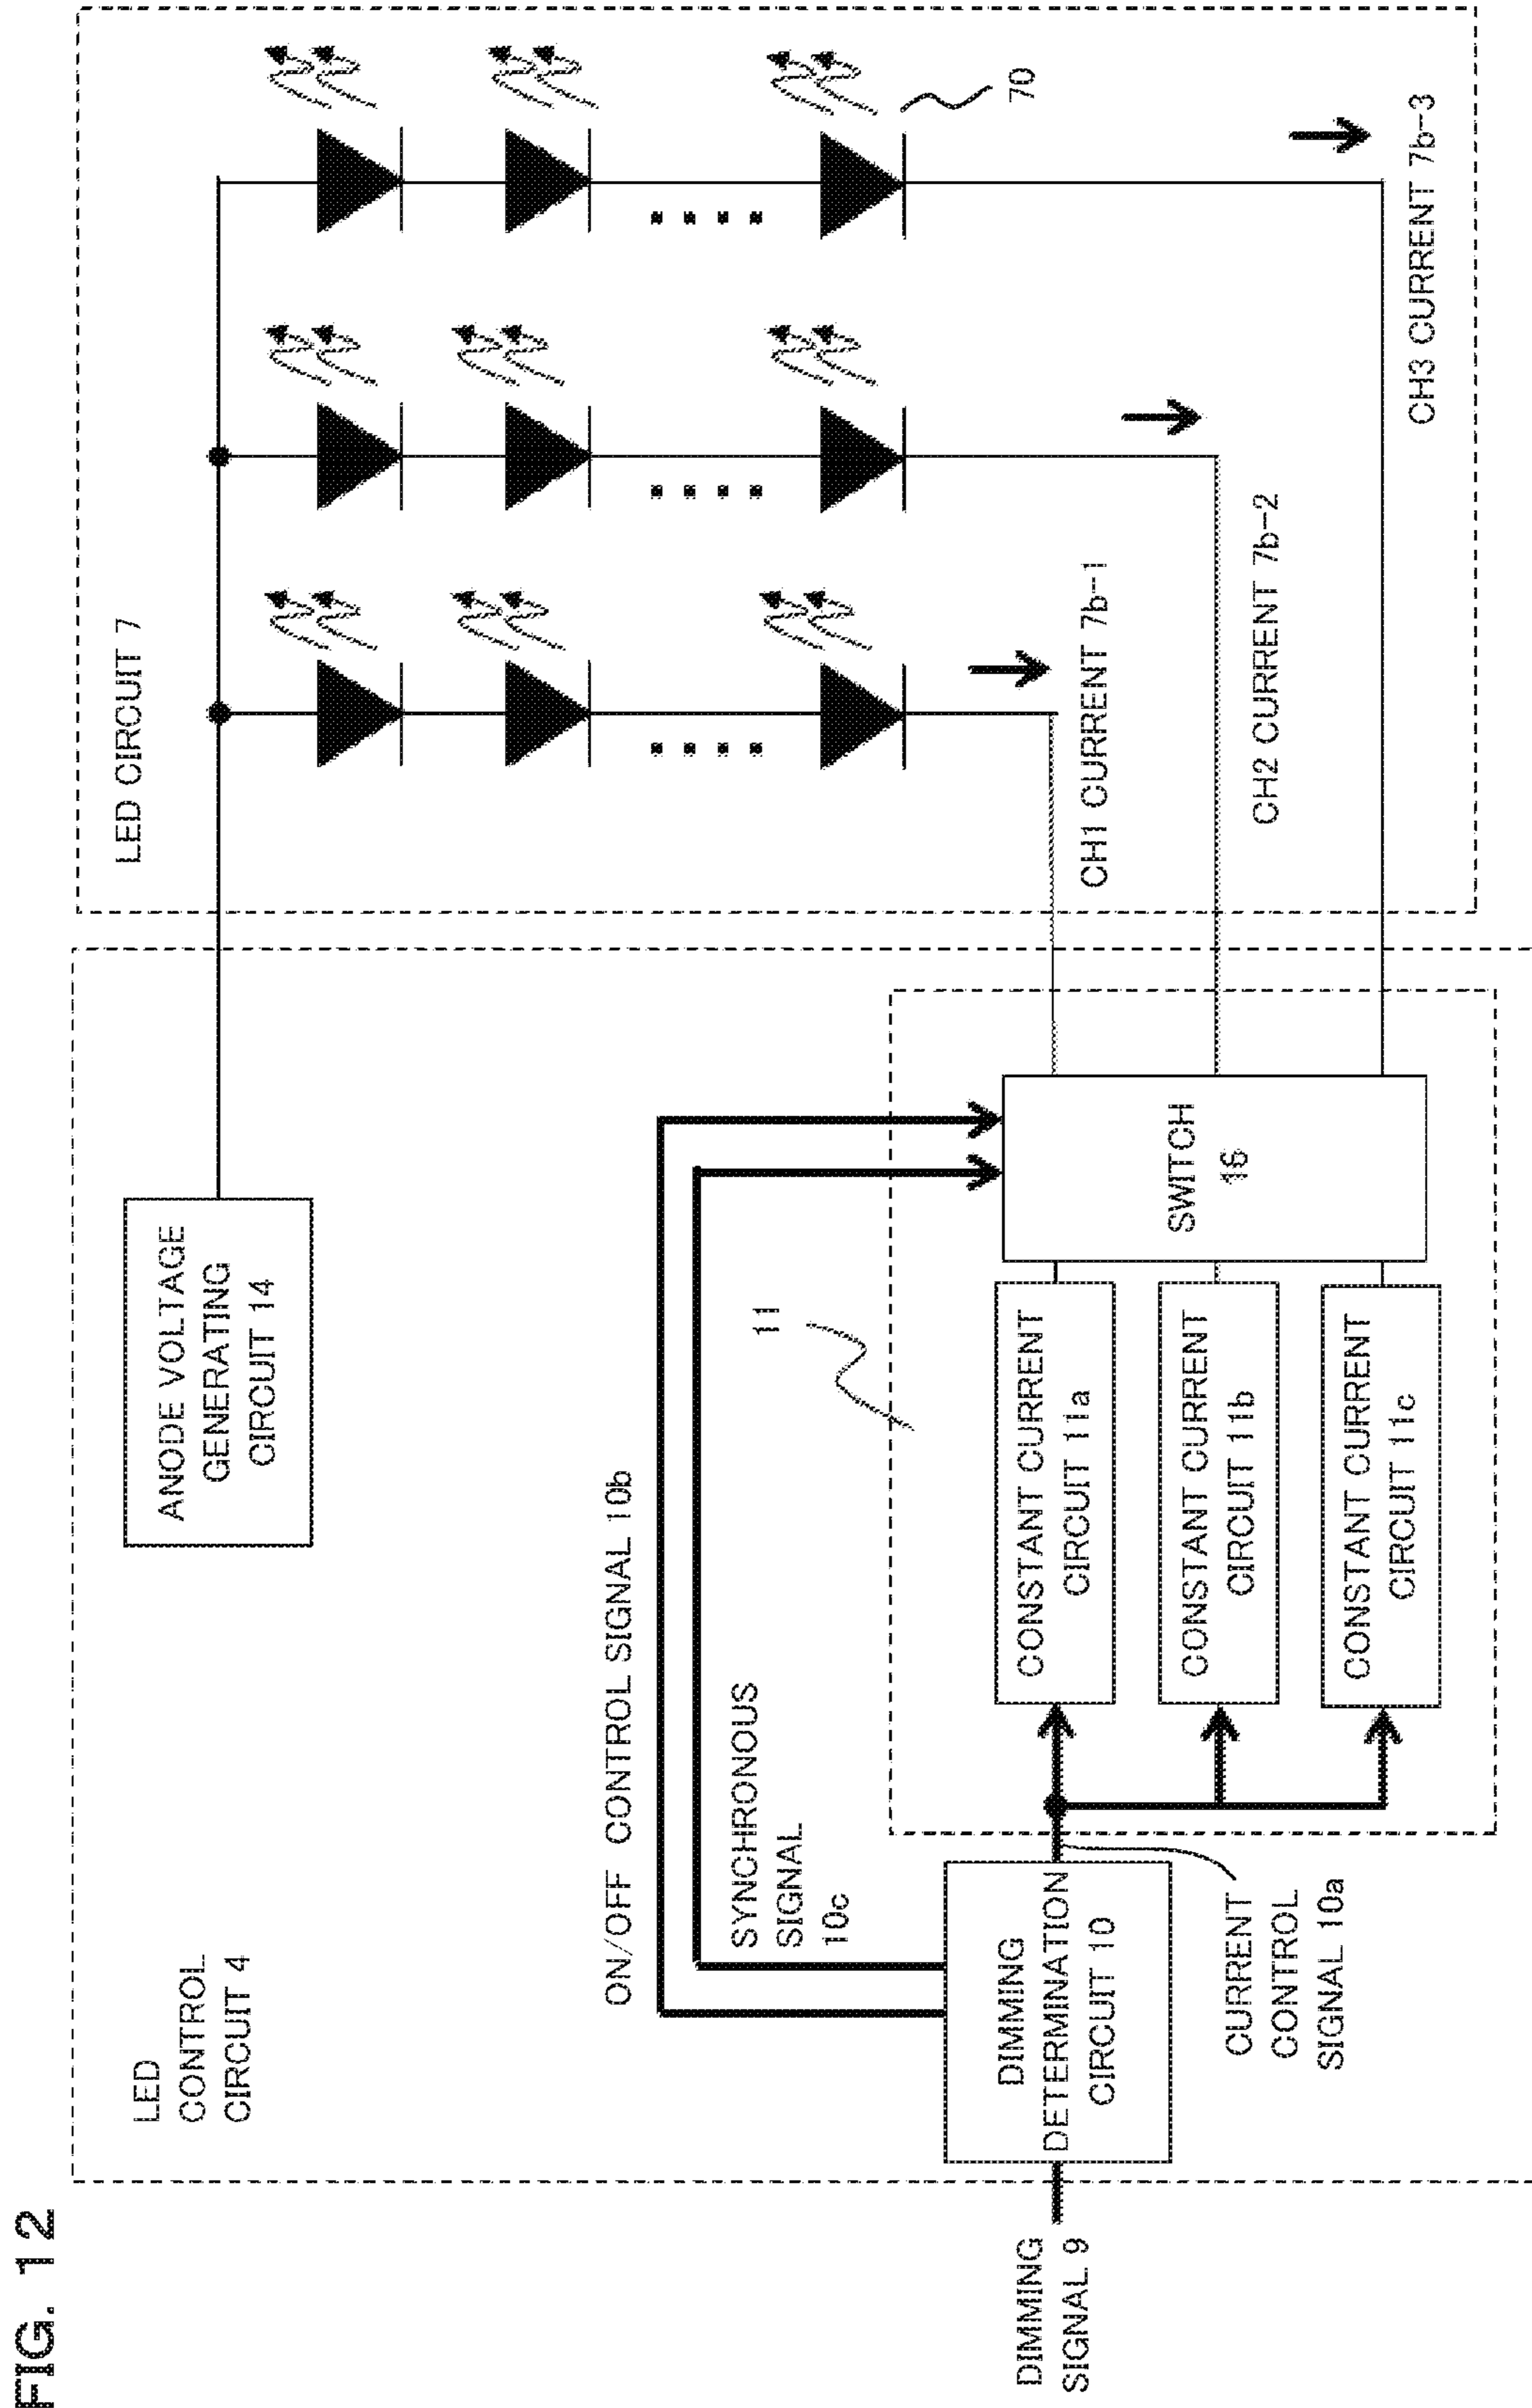 FIG. 12
LED
CONTROL
CIRCUIT 4
ANODE VOLTAGE
GENERATING
CIRCUIT 14
LED CIRCUIT 7
70
ON/OFF CONTROL SIGNAL 10b
SYNCHRONOUS
SIGNAL
10c
11
DIMMING
SIGNAL 9
DIMMING
DETERMINATION
CIRCUIT 10
CURRENT
CONTROL
SIGNAL 10a
CONSTANT CURRENT
CIRCUIT 11a
CONSTANT CURRENT
CIRCUIT 11b
CONSTANT CURRENT
CIRCUIT 11c
SWITCH
16
CH1 CURRENT 7b-1
CH2 CURRENT 7b-2
CH3 CURRENT 7b-3